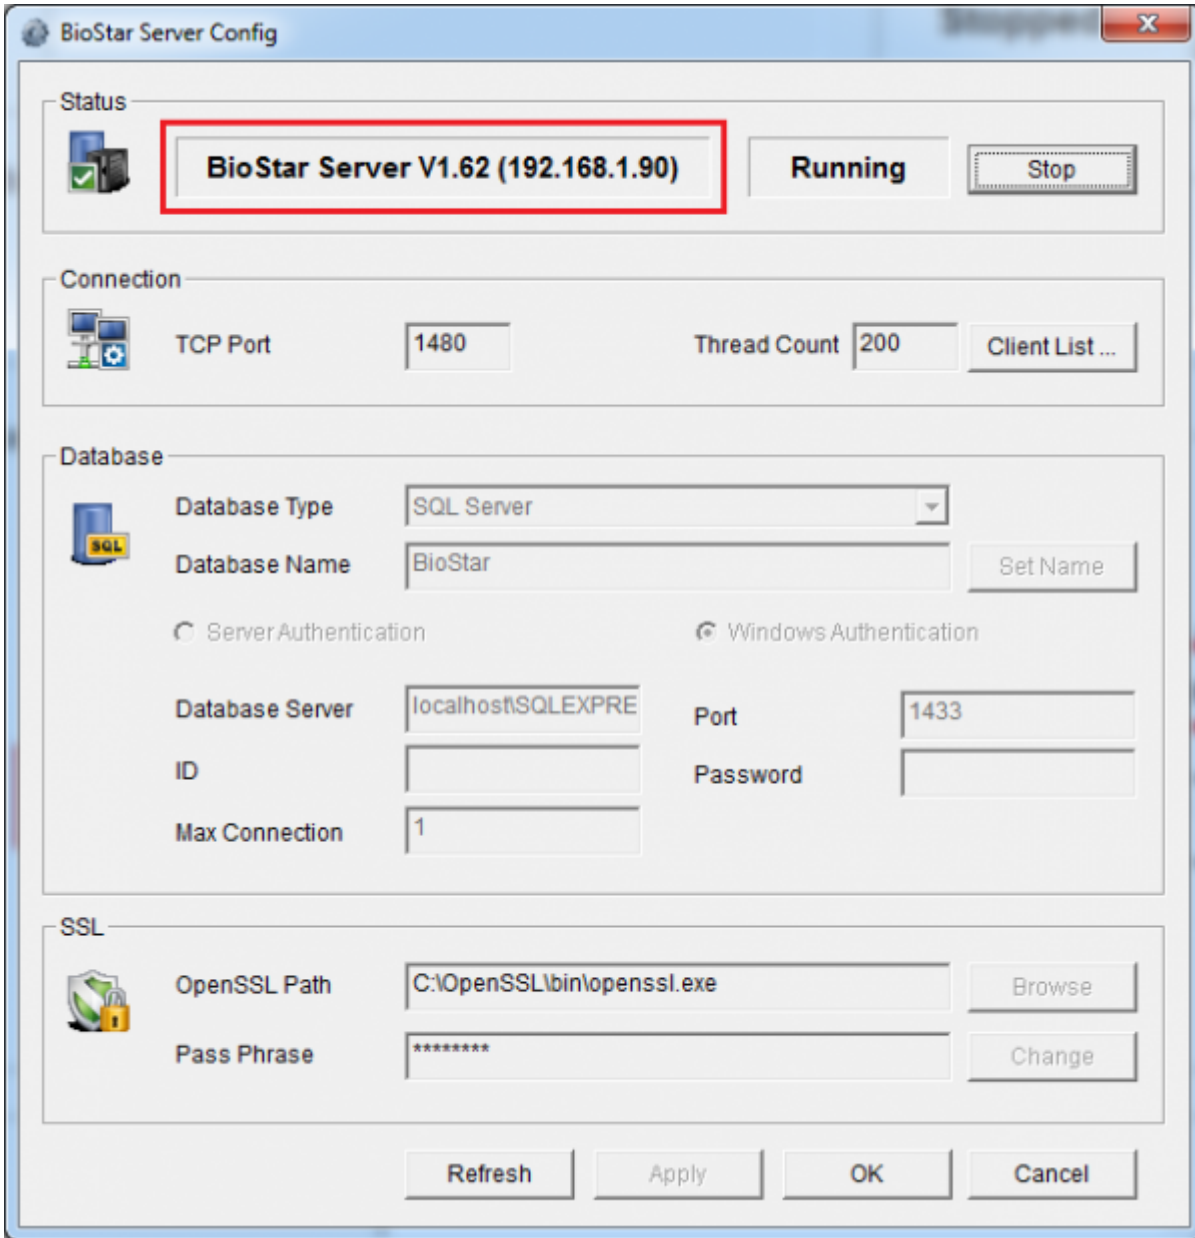 BioStar Server Config
Stopped
Status
BioStar Server V1.62 (192.168.1.90)
Running
Stop
Connection
TCP Port
1480
Thread Count
200
Client List ...
Database
Database Type
SQL Server
Database Name
BioStar
Set Name
Server Authentication
Windows Authentication
Database Server
localhost\SQLEXPRE
Port
1433
ID
Password
Max Connection
1
SSL
OpenSSL Path
C:\OpenSSL\bin\openssl.exe
Browse
Pass Phrase
********
Change
Refresh
Apply
OK
Cancel
SQL